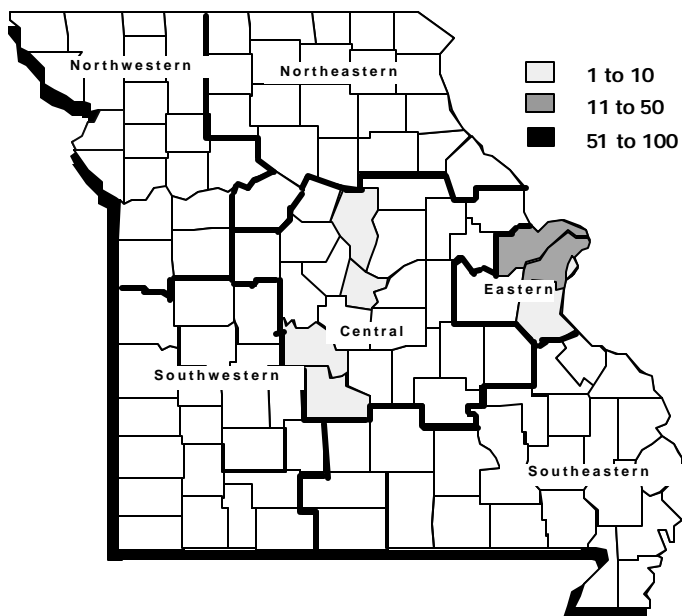 Northwestern
Northeastern
1 to 10
11 to 50
51 to 100
Eastern
Central
Southwestern
Southeastern